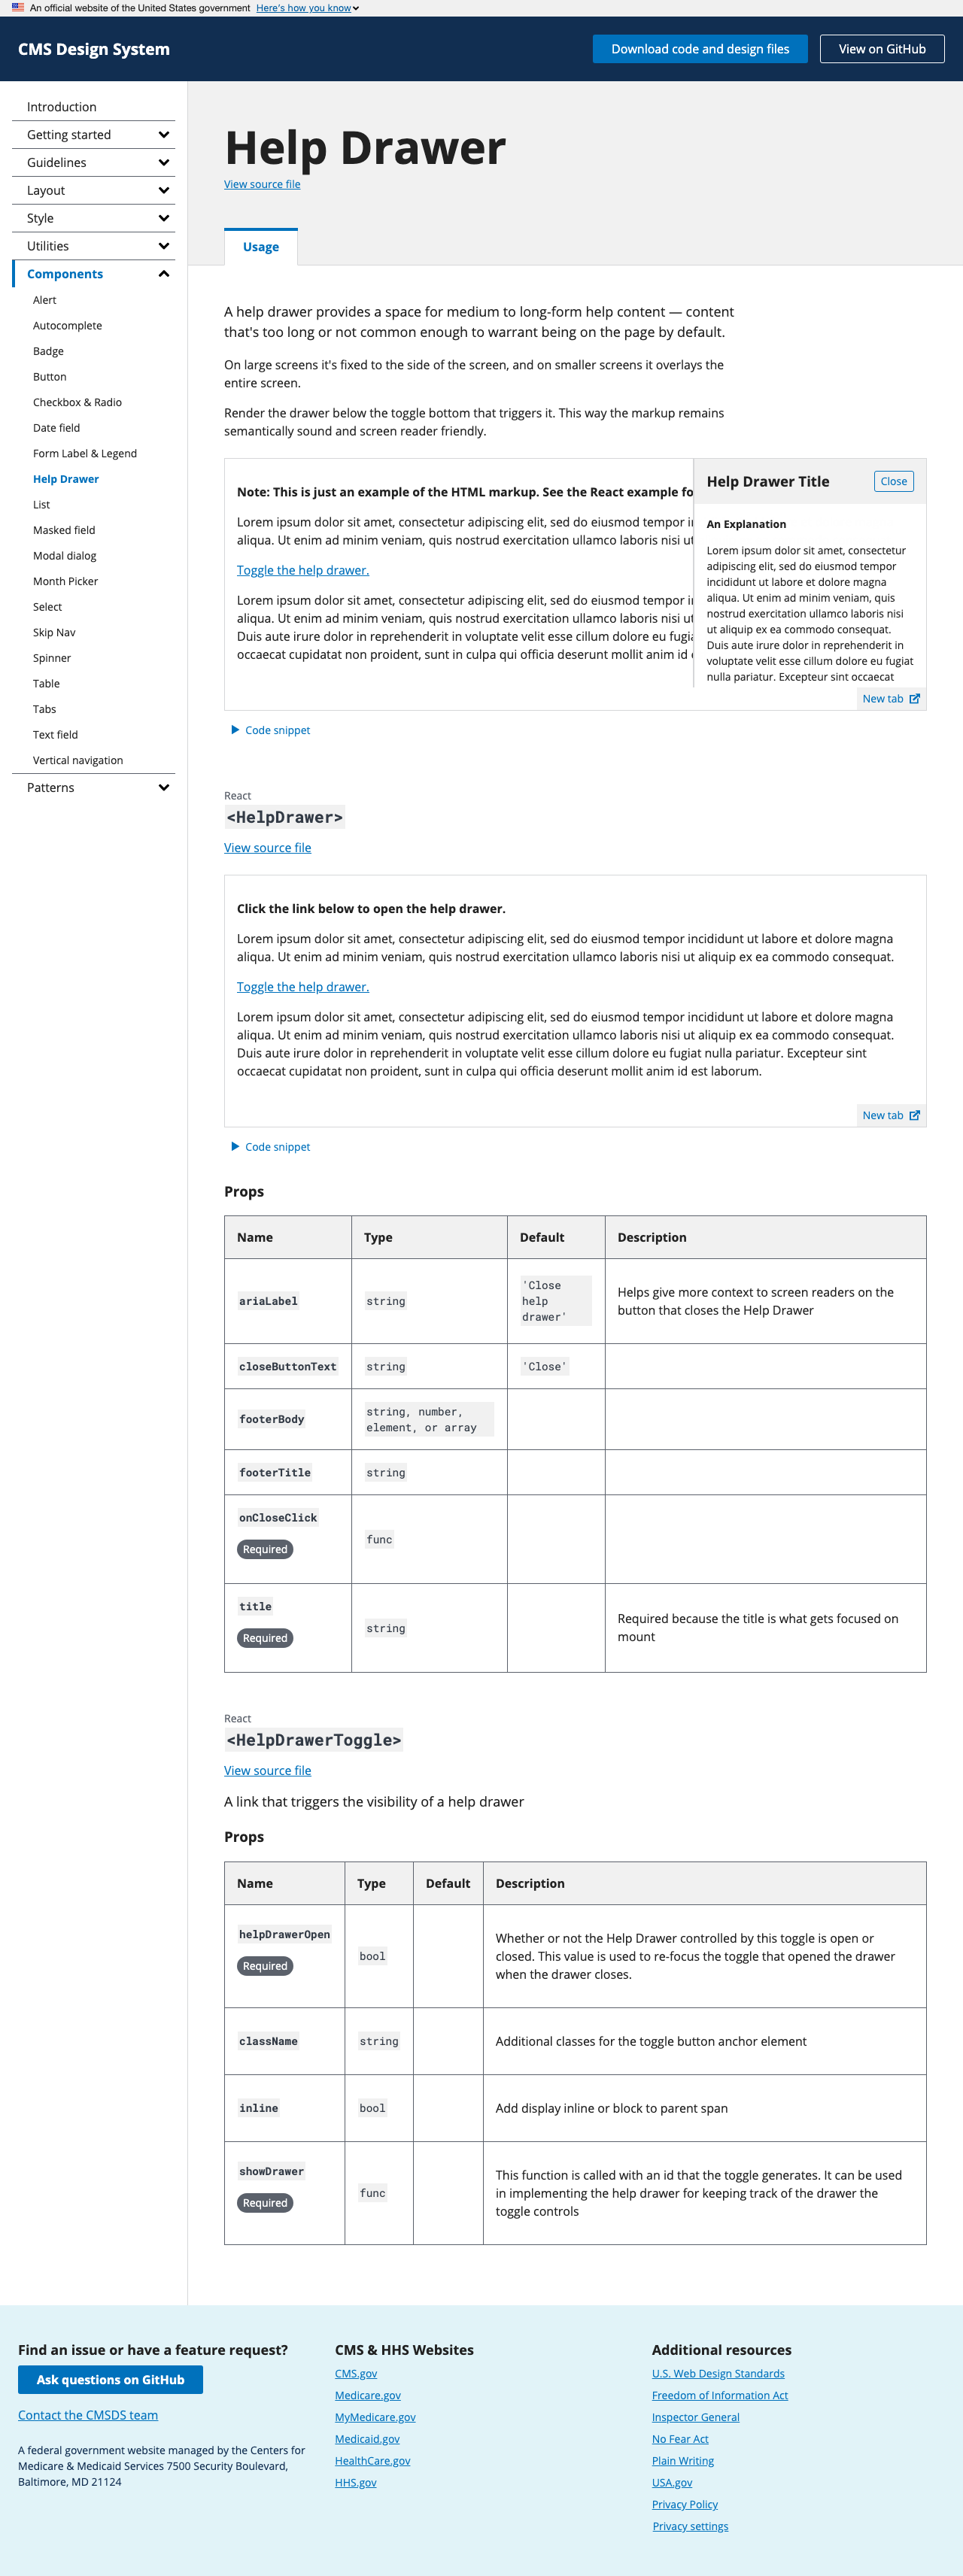 An official website of the United States government Here's how you know
CMS Design System
Download code and design files
View on GitHub
Introduction
Getting started
Guidelines
Layout
Style
Utilities
Components
Alert
Autocomplete
Badge
Button
Checkbox & Radio
Date field
Form Label & Legend
Help Drawer
List
Masked field
Modal dialog
Month Picker
Select
Skip Nav
Spinner
Table
Tabs
Text field
Vertical navigation
Patterns
Help Drawer
View source file
Usage
A help drawer provides a space for medium to long-form help content — content
that's too long or not common enough to warrant being on the page by default.
On large screens it's fixed to the side of the screen, and on smaller screens it overlays the
entire screen.
Render the drawer below the toggle bottom that triggers it. This way the markup remains
semantically sound and screen reader friendly.
Note: This is just an example of the HTML markup. See the React example fo
Lorem ipsum dolor sit amet, consectetur adipiscing elit, sed do eiusmod tempor in
aliqua. Ut enim ad minim veniam, quis nostrud exercitation ullamco laboris nisi ut
Toggle the help drawer.
Lorem ipsum dolor sit amet, consectetur adipiscing elit, sed do eiusmod tempor in
aliqua. Ut enim ad minim veniam, quis nostrud exercitation ullamco laboris nisi ut
Duis aute irure dolor in reprehenderit in voluptate velit esse cillum dolore eu fugia
occaecat cupidatat non proident, sunt in culpa qui officia deserunt mollit anim id e
Help Drawer Title
Close
An Explanation
Lorem ipsum dolor sit amet, consectetur
adipiscing elit, sed do eiusmod tempor
incididunt ut labore et dolore magna
aliqua. Ut enim ad minim veniam, quis
nostrud exercitation ullamco laboris nisi
ut aliquip ex ea commodo consequat.
Duis aute irure dolor in reprehenderit in
voluptate velit esse cillum dolore eu fugiat
nulla pariatur. Excepteur sint occaecat
New tab
Code snippet
React
<HelpDrawer>
View source file
Click the link below to open the help drawer.
Lorem ipsum dolor sit amet, consectetur adipiscing elit, sed do eiusmod tempor incididunt ut labore et dolore magna
aliqua. Ut enim ad minim veniam, quis nostrud exercitation ullamco laboris nisi ut aliquip ex ea commodo consequat.
Toggle the help drawer.
Lorem ipsum dolor sit amet, consectetur adipiscing elit, sed do eiusmod tempor incididunt ut labore et dolore magna
aliqua. Ut enim ad minim veniam, quis nostrud exercitation ullamco laboris nisi ut aliquip ex ea commodo consequat.
Duis aute irure dolor in reprehenderit in voluptate velit esse cillum dolore eu fugiat nulla pariatur. Excepteur sint
occaecat cupidatat non proident, sunt in culpa qui officia deserunt mollit anim id est laborum.
New tab
Code snippet
Props
Name Type Default Description
ariaLabel
string
'Close
help
drawer'
Helps give more context to screen readers on the
button that closes the Help Drawer
closeButtonText string 'Close'
footerBody
string, number,
element, or array
footerTitle string
onCloseClick
Required
func
title
Required
string
Required because the title is what gets focused on
mount
React
<HelpDrawerToggle>
View source file
A link that triggers the visibility of a help drawer
Props
Name Type Default Description
helpDrawerOpen
Required
bool
Whether or not the Help Drawer controlled by this toggle is open or
closed. This value is used to re-focus the toggle that opened the drawer
when the drawer closes.
className string Additional classes for the toggle button anchor element
inline bool Add display inline or block to parent span
showDrawer
Required
func
This function is called with an id that the toggle generates. It can be used
in implementing the help drawer for keeping track of the drawer the
toggle controls
Find an issue or have a feature request?
Ask questions on GitHub
Contact the CMSDS team
A federal government website managed by the Centers for
Medicare & Medicaid Services 7500 Security Boulevard,
Baltimore, MD 21124
CMS & HHS Websites
CMS.gov
Medicare.gov
MyMedicare.gov
Medicaid.gov
HealthCare.gov
HHS.gov
Additional resources
U.S. Web Design Standards
Freedom of Information Act
Inspector General
No Fear Act
Plain Writing
USA.gov
Privacy Policy
Privacy settings